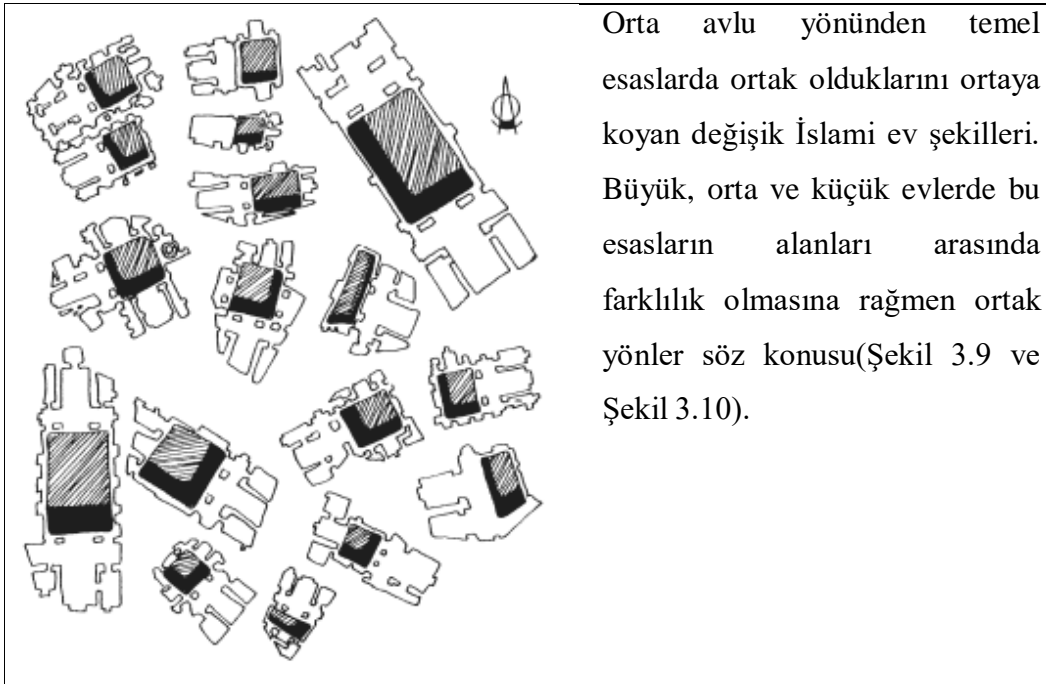 Orta avlu yönünden temel
esaslarda ortak olduklarını ortaya
koyan değişik İslami ev şekilleri.
Büyük, orta ve küçük evlerde bu
esasların alanları arasında
farklılık olmasına rağmen ortak
yönler söz konusu(Şekil 3.9 ve
Şekil 3.10).